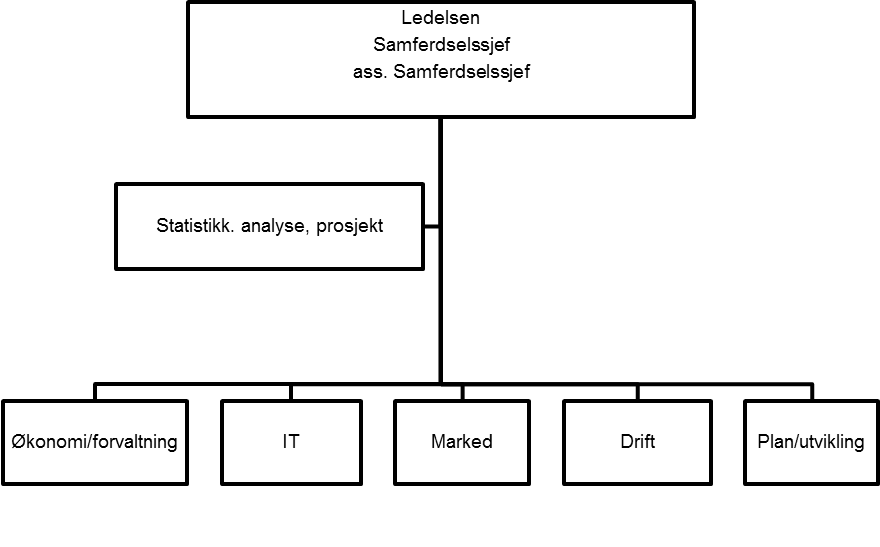 Ledelsen
Samferdselssjef
ass. Samferdselssjef
Statistikk. analyse, prosjekt
Økonomi/forvaltning
IT
Marked
Drift
Plan/utvikling